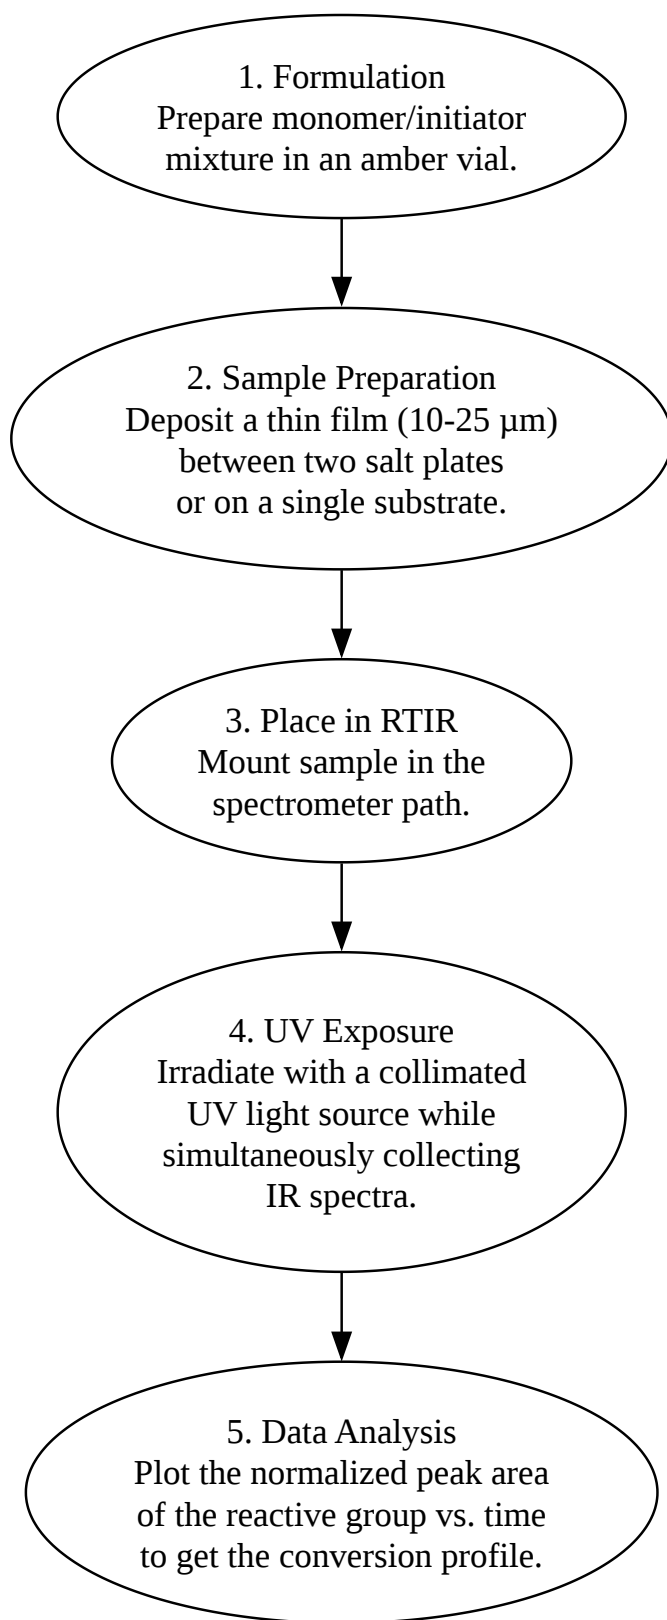 1. Formulation
Prepare monomer/initiator
mixture in an amber vial.
2. Sample Preparation
Deposit a thin film (10-25 µm)
between two salt plates
or on a single substrate.
3. Place in RTIR
Mount sample in the
spectrometer path.
4. UV Exposure
Irradiate with a collimated
UV light source while
simultaneously collecting
IR spectra.
5. Data Analysis
Plot the normalized peak area
of the reactive group vs. time
to get the conversion profile.